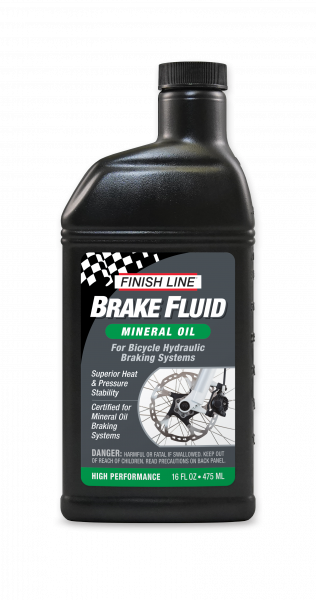 FINISH LINE
BRAKE FLUID
MINERAL OIL
For Bicycle Hydraulic
Braking Systems
Superior Heat
& Pressure
Stability
Certified for
Mineral Oil
Braking
Systems
DANGER: HARMFUL OR FATAL IF SWALLOWED. KEEP OUT
OF REACH OF CHILDREN. READ PRECAUTIONS ON BACK PANEL.
HIGH PERFORMANCE 16 FL OZ • 475 ML